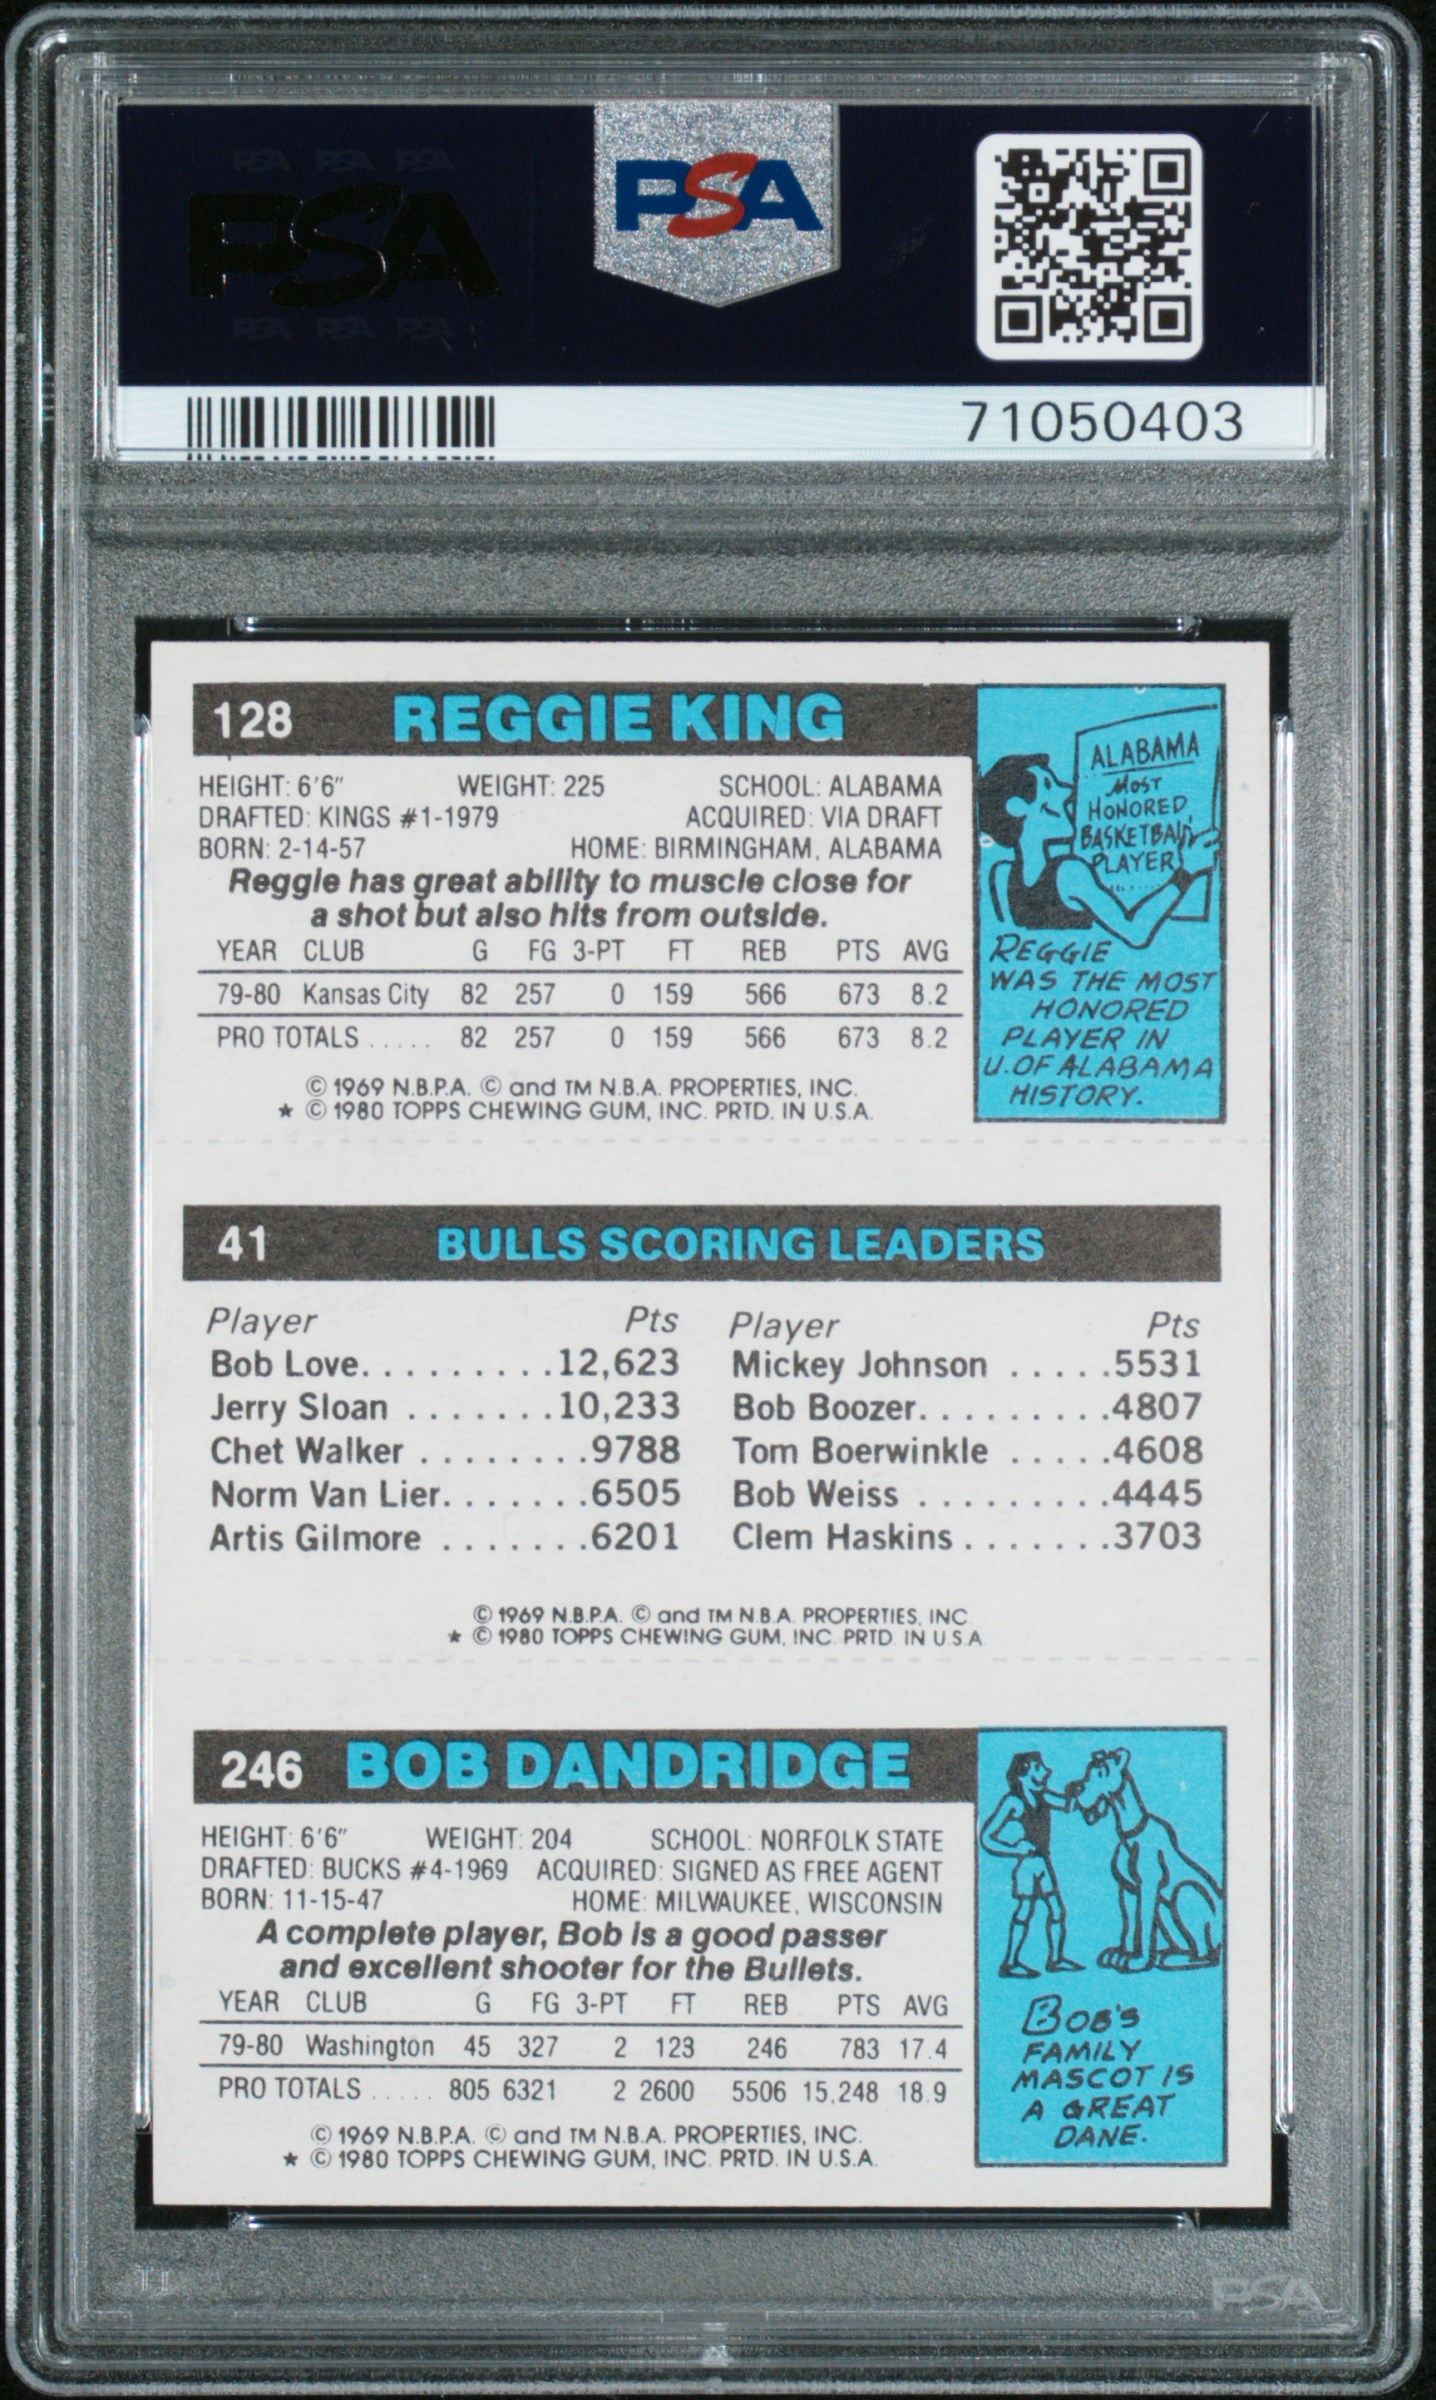 PSA PSA PSA
PSA
PSA PSA PSA
PSA
71050403
128 REGGIE KING
HEIGHT: 6'6" WEIGHT: 225 SCHOOL: ALABAMA
DRAFTED: KINGS #1-1979 ACQUIRED: VIA DRAFT
BORN: 2-14-57 HOME: BIRMINGHAM, ALABAMA
Reggie has great ability to muscle close for
a shot but also hits from outside.
YEAR CLUB G FG 3-PT FT REB PTS AVG
79-80 Kansas City 82 257 0 159 566 673 8.2
PRO TOTALS ..... 82 257 0 159 566 673 8.2
© 1969 N.B.P.A. © and TM N.B.A. PROPERTIES, INC.
★ © 1980 TOPPS CHEWING GUM, INC. PRTD. IN U.S.A.
ALABAMA
MOST
HONORED
BASKETBALL
PLAYER
REGGIE
WAS THE MOST
HONORED
PLAYER IN
U. OF ALABAMA
HISTORY.
41 BULLS SCORING LEADERS
Player Pts Player Pts
Bob Love.........12,623 Mickey Johnson .....5531
Jerry Sloan .......10,233 Bob Boozer.........4807
Chet Walker ........9788 Tom Boerwinkle .....4608
Norm Van Lier.......6505 Bob Weiss .........4445
Artis Gilmore .......6201 Clem Haskins.......3703
© 1969 N.B.P.A. © and TM N.B.A. PROPERTIES, INC.
★ © 1980 TOPPS CHEWING GUM, INC. PRTD. IN U.S.A.
246 BOB DANDRIDGE
HEIGHT: 6'6" WEIGHT: 204 SCHOOL: NORFOLK STATE
DRAFTED: BUCKS #4-1969 ACQUIRED: SIGNED AS FREE AGENT
BORN: 11-15-47 HOME: MILWAUKEE, WISCONSIN
A complete player, Bob is a good passer
and excellent shooter for the Bullets.
YEAR CLUB G FG 3-PT FT REB PTS AVG
79-80 Washington 45 327 2 123 246 783 17.4
PRO TOTALS ..... 805 6321 2 2600 5506 15,248 18.9
© 1969 N.B.P.A. © and TM N.B.A. PROPERTIES, INC.
★ © 1980 TOPPS CHEWING GUM, INC. PRTD. IN U.S.A.
BOB'S
FAMILY
MASCOT IS
A GREAT
DANE.
PSA